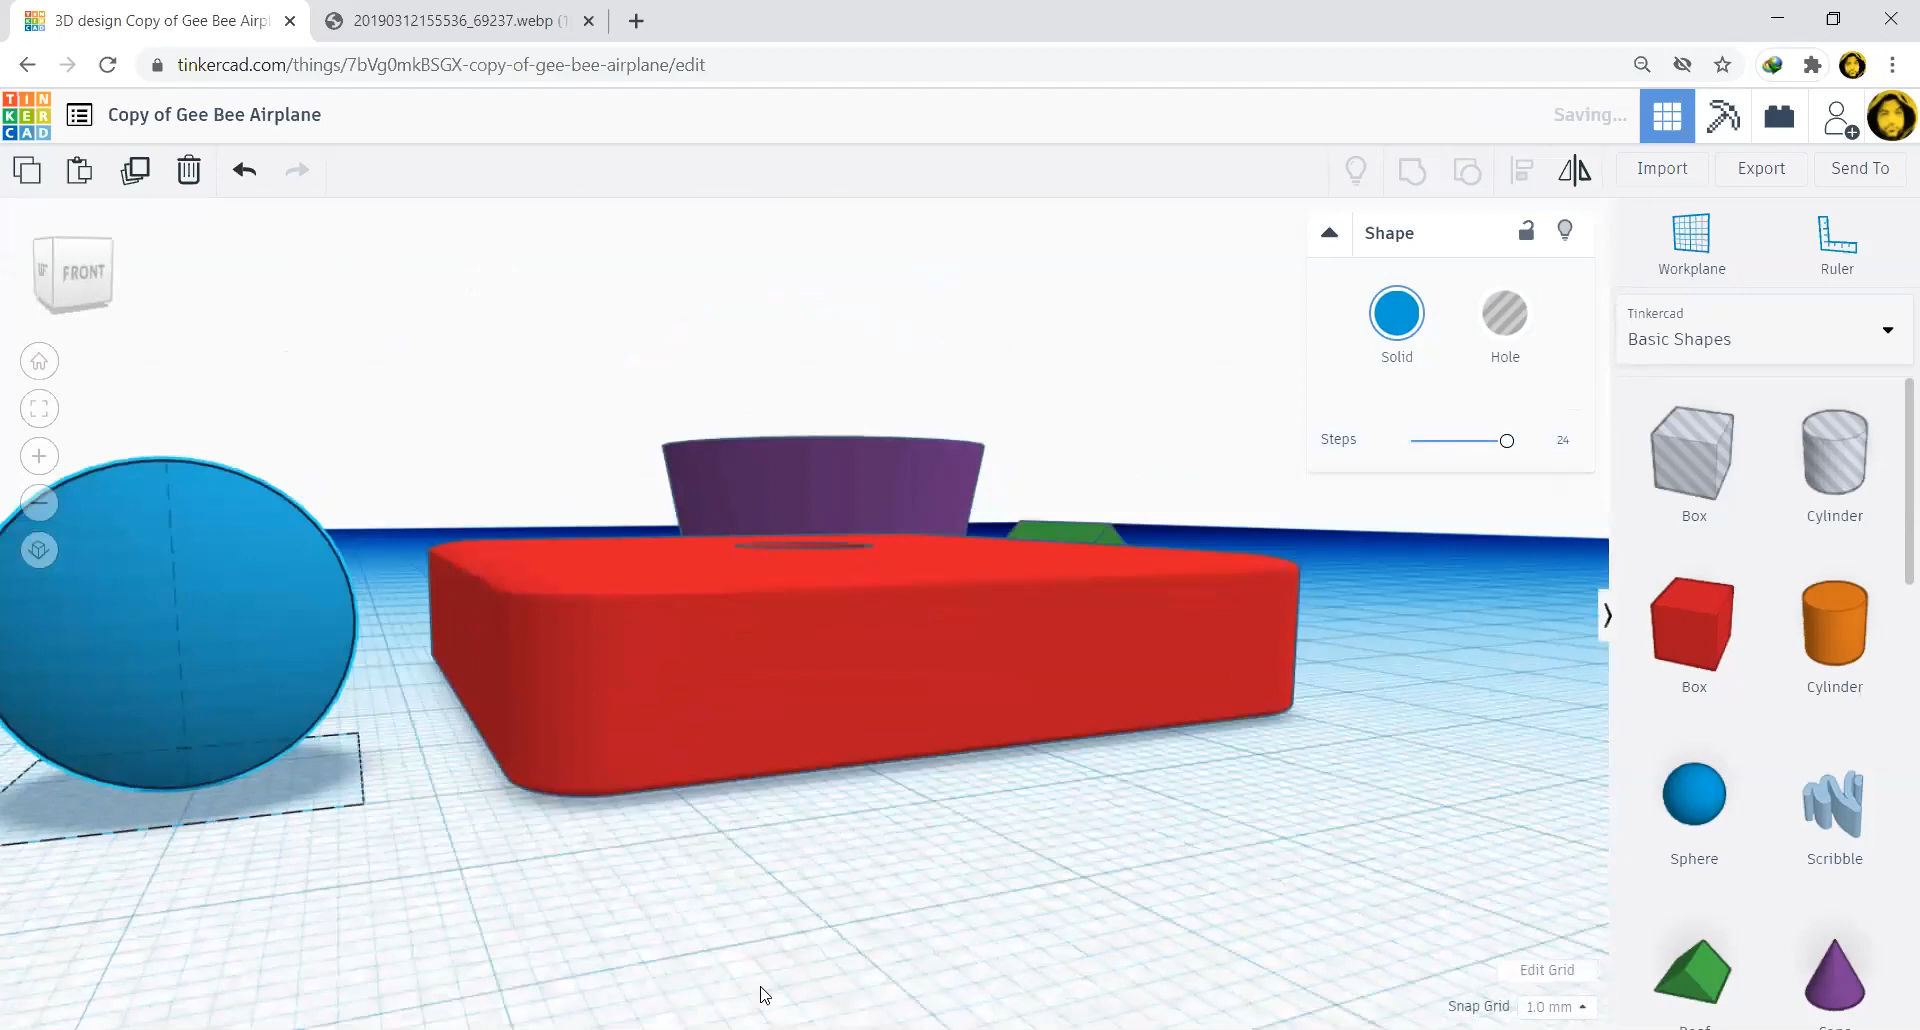 3D design Copy of Gee Bee Airpl
20190312155536_69237.webp (1
tinkercad.com/things/7bVg0mkBSGX-copy-of-gee-bee-airplane/edit
TIN
KER
CAD
Copy of Gee Bee Airplane
Saving...
Import
Export
Send To
FRONT
Shape
Solid
Hole
Steps
24
Workplane
Ruler
Tinkercad
Basic Shapes
Box
Cylinder
Box
Cylinder
Sphere
Scribble
Edit Grid
Snap Grid
1.0 mm